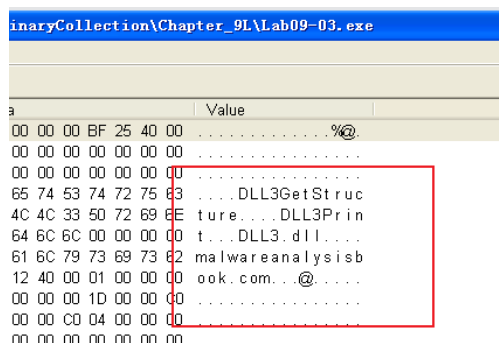 inaryCollection\Chapter_9L\Lab09-03.exe
a Value
00 00 00 BF 25 40 00 . . . . . . . . . . . . . %@.
00 00 00 00 00 00 00 . . . . . . . . . . . . . . . .
00 00 00 00 00 00 00 . . . . . . . . . . . . . . . .
65 74 53 74 72 75 63 ....DLL3GetStruc
4C 4C 33 50 72 69 6E ture....DLL3Prin
64 6C 6C 00 00 00 00 t...DLL3.dll....
61 6C 79 73 69 73 62 malwareanalysisb
12 40 00 01 00 00 00 ook.com...@.....
00 00 00 1D 00 00 C0 . . . . . . . . . . . . . . . .
00 00 C0 04 00 00 00 . . . . . . . . . . . . . . . .
00 00 00 00 00 00 00